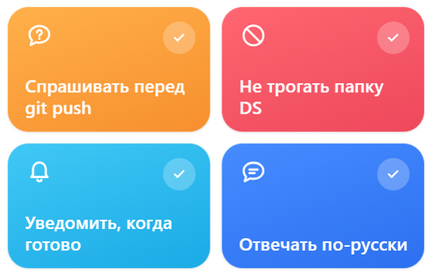 Спрашивать перед
git push
Не трогать папку
DS
Уведомить, когда
готово
Отвечать по-русски